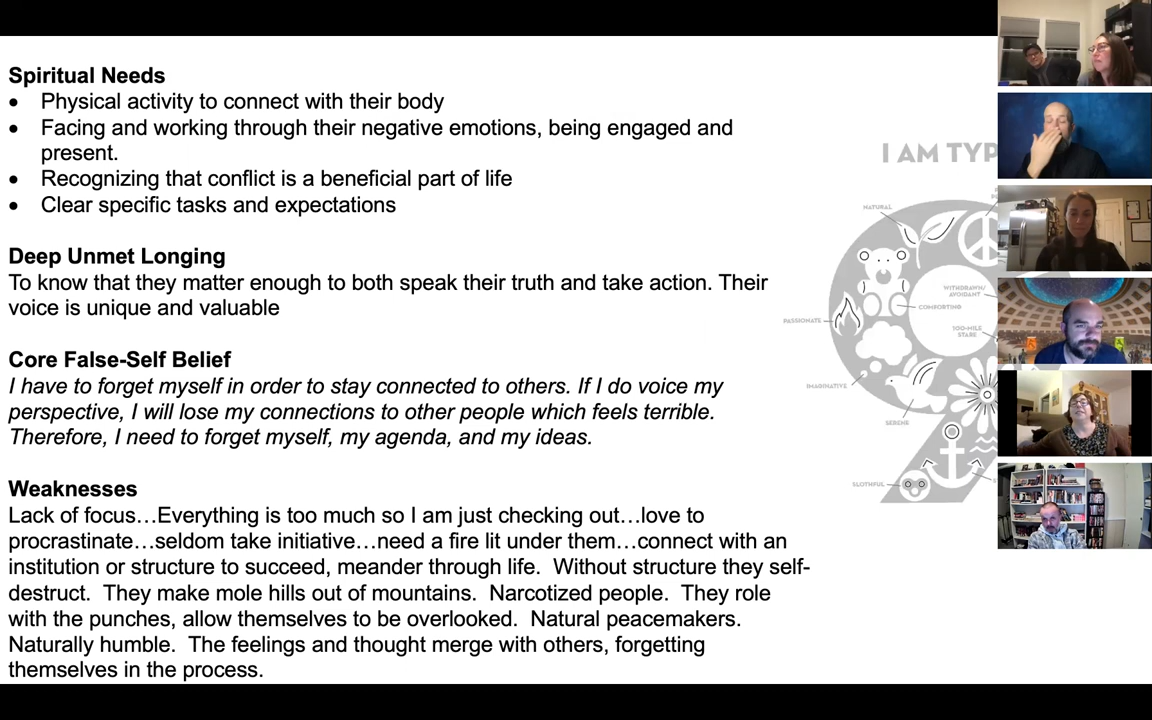 Spiritual Needs
• Physical activity to connect with their body
• Facing and working through their negative emotions, being engaged and
present.
• Recognizing that conflict is a beneficial part of life
• Clear specific tasks and expectations
Deep Unmet Longing
To know that they matter enough to both speak their truth and take action. Their
voice is unique and valuable
Core False-Self Belief
I have to forget myself in order to stay connected to others. If I do voice my
perspective, I will lose my connections to other people which feels terrible.
Therefore, I need to forget myself, my agenda, and my ideas.
Weaknesses
Lack of focus…Everything is too much so I am just checking out…love to
procrastinate…seldom take initiative…need a fire lit under them…connect with an
institution or structure to succeed, meander through life.  Without structure they self-
destruct.  They make mole hills out of mountains.  Narcotized people.  They role
with the punches, allow themselves to be overlooked.  Natural peacemakers.
Naturally humble.  The feelings and thought merge with others, forgetting
themselves in the process.
I AM TYP
NATURAL
WITHDRAWN/
AVOIDANT
COMFORTING
PASSIONATE
100-MILE
STARE
IMAGINATIVE
SERENE
SLOTHFUL